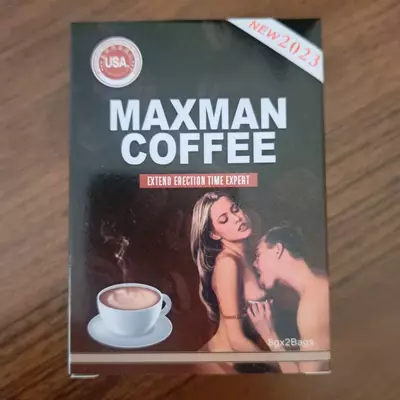 NEW 2023
USA
MAXMAN
COFFEE
EXTEND ERECTION TIME EXPERT
8gx2Bags